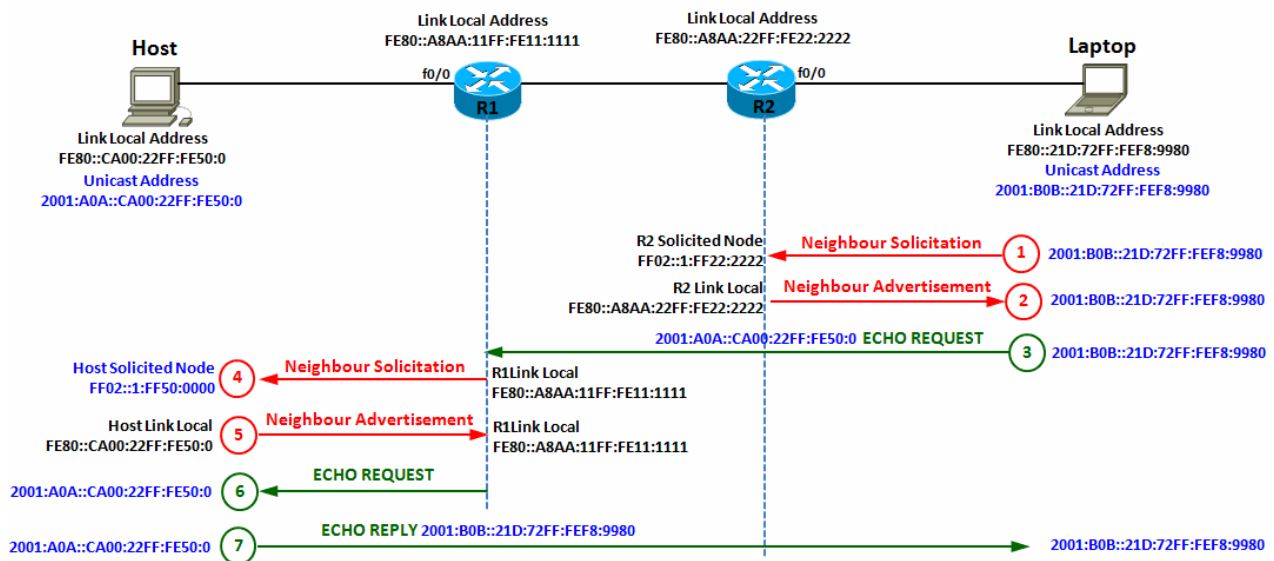 Link Local Address
FE80::A8AA:11FF:FE11:1111
Link Local Address
FE80::A8AA:22FF:FE22:2222
Host
Laptop
f0/0
f0/0
R1
R2
Link Local Address
FE80::CA00:22FF:FE50:0
Unicast Address
2001:A0A::CA00:22FF:FE50:0
Link Local Address
FE80::21D:72FF:FEF8:9980
Unicast Address
2001:B0B::21D:72FF:FEF8:9980
R2 Solicited Node
FF02::1:FF22:2222
Neighbour Solicitation
1
2001:B0B::21D:72FF:FEF8:9980
R2 Link Local
FE80::A8AA:22FF:FE22:2222
Neighbour Advertisement
2
2001:B0B::21D:72FF:FEF8:9980
2001:A0A::CA00:22FF:FE50:0 ECHO REQUEST
3
2001:B0B::21D:72FF:FEF8:9980
Host Solicited Node
FF02::1:FF50:0000
4
Neighbour Solicitation
R1Link Local
FE80::A8AA:11FF:FE11:1111
Host Link Local
FE80::CA00:22FF:FE50:0
5
Neighbour Advertisement
R1Link Local
FE80::A8AA:11FF:FE11:1111
2001:A0A::CA00:22FF:FE50:0
6
ECHO REQUEST
2001:A0A::CA00:22FF:FE50:0
7
ECHO REPLY 2001:B0B::21D:72FF:FEF8:9980
2001:B0B::21D:72FF:FEF8:9980